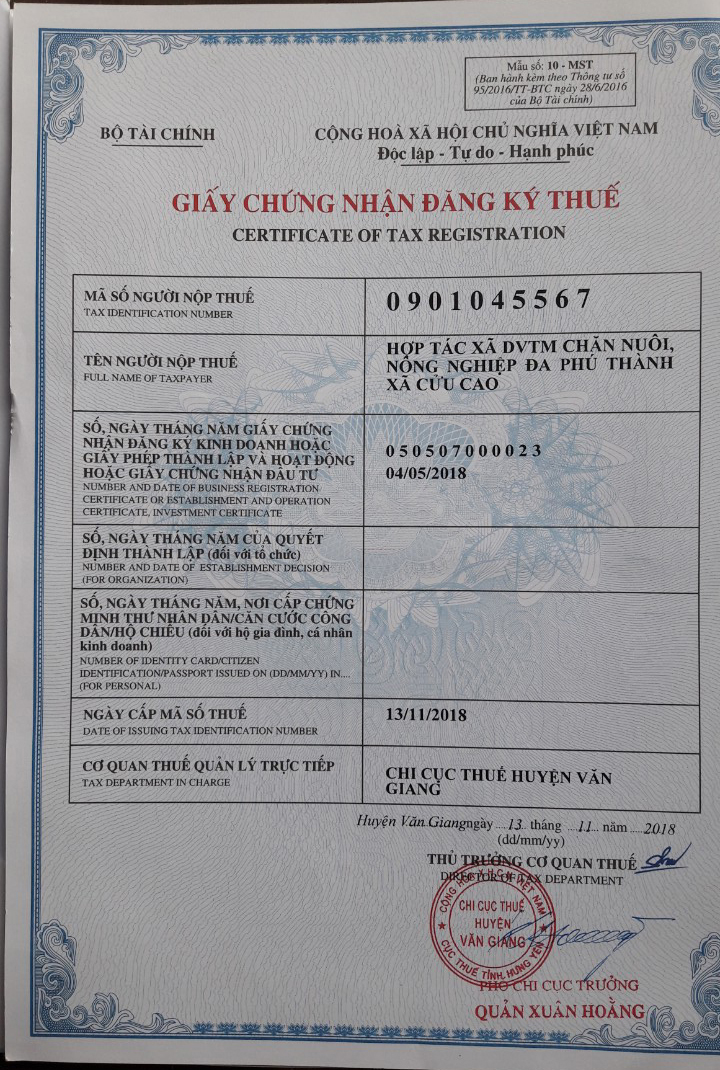 Mẫu số: 10 - MST
(Ban hành kèm theo Thông tư số
95/2016/TT-BTC ngày 28/6/2016
của Bộ Tài chính)
BỘ TÀI CHÍNH
CỘNG HOÀ XÃ HỘI CHỦ NGHĨA VIỆT NAM
Độc lập - Tự do - Hạnh phúc
GIẤY CHỨNG NHẬN ĐĂNG KÝ THUẾ
CERTIFICATE OF TAX REGISTRATION
MÃ SỐ NGƯỜI NỘP THUẾ
TAX IDENTIFICATION NUMBER
0901045567
TÊN NGƯỜI NỘP THUẾ
FULL NAME OF TAXPAYER
HỢP TÁC XÃ DVTM CHĂN NUÔI,
NÔNG NGHIỆP ĐA PHÚ THÀNH
XÃ CỬU CAO
SỐ, NGÀY THÁNG NĂM GIẤY CHỨNG
NHẬN ĐĂNG KÝ KINH DOANH HOẶC
GIẤY PHÉP THÀNH LẬP VÀ HOẠT ĐỘNG
HOẶC GIẤY CHỨNG NHẬN ĐẦU TƯ
NUMBER AND DATE OF BUSINESS REGISTRATION
CERTIFICATE OR ESTABLISHMENT AND OPERATION
CERTIFICATE, INVESTMENT CERTIFICATE
050507000023
04/05/2018
SỐ, NGÀY THÁNG NĂM CỦA QUYẾT
ĐỊNH THÀNH LẬP (đối với tổ chức)
NUMBER AND DATE OF ESTABLISHMENT DECISION
(FOR ORGANIZATION)
SỐ, NGÀY THÁNG NĂM, NƠI CẤP CHỨNG
MINH THƯ NHÂN DÂN/CĂN CƯỚC CÔNG
DÂN/HỘ CHIẾU (đối với hộ gia đình, cá nhân
kinh doanh)
NUMBER OF IDENTITY CARD/CITIZEN
IDENTIFICATION/PASSPORT ISSUED ON (DD/MM/YY) IN....
(FOR PERSONAL)
NGÀY CẤP MÃ SỐ THUẾ
DATE OF ISSUING TAX IDENTIFICATION NUMBER
13/11/2018
CƠ QUAN THUẾ QUẢN LÝ TRỰC TIẾP
TAX DEPARTMENT IN CHARGE
CHI CỤC THUẾ HUYỆN VĂN
GIANG
Huyện Văn Giangngày ....13. tháng ...11... năm ....2018
(dd/mm/yy)
THỦ TRƯỞNG CƠ QUAN THUẾ
DIRECTOR OF TAX DEPARTMENT
CỘNG HOÀ X.H.C.N VIỆT NAM
CHI CỤC THUẾ
HUYỆN
VĂN GIANG
CỤC THUẾ TỈNH HƯNG YÊN
PHÓ CHI CỤC TRƯỞNG
QUẢN XUÂN HOẰNG